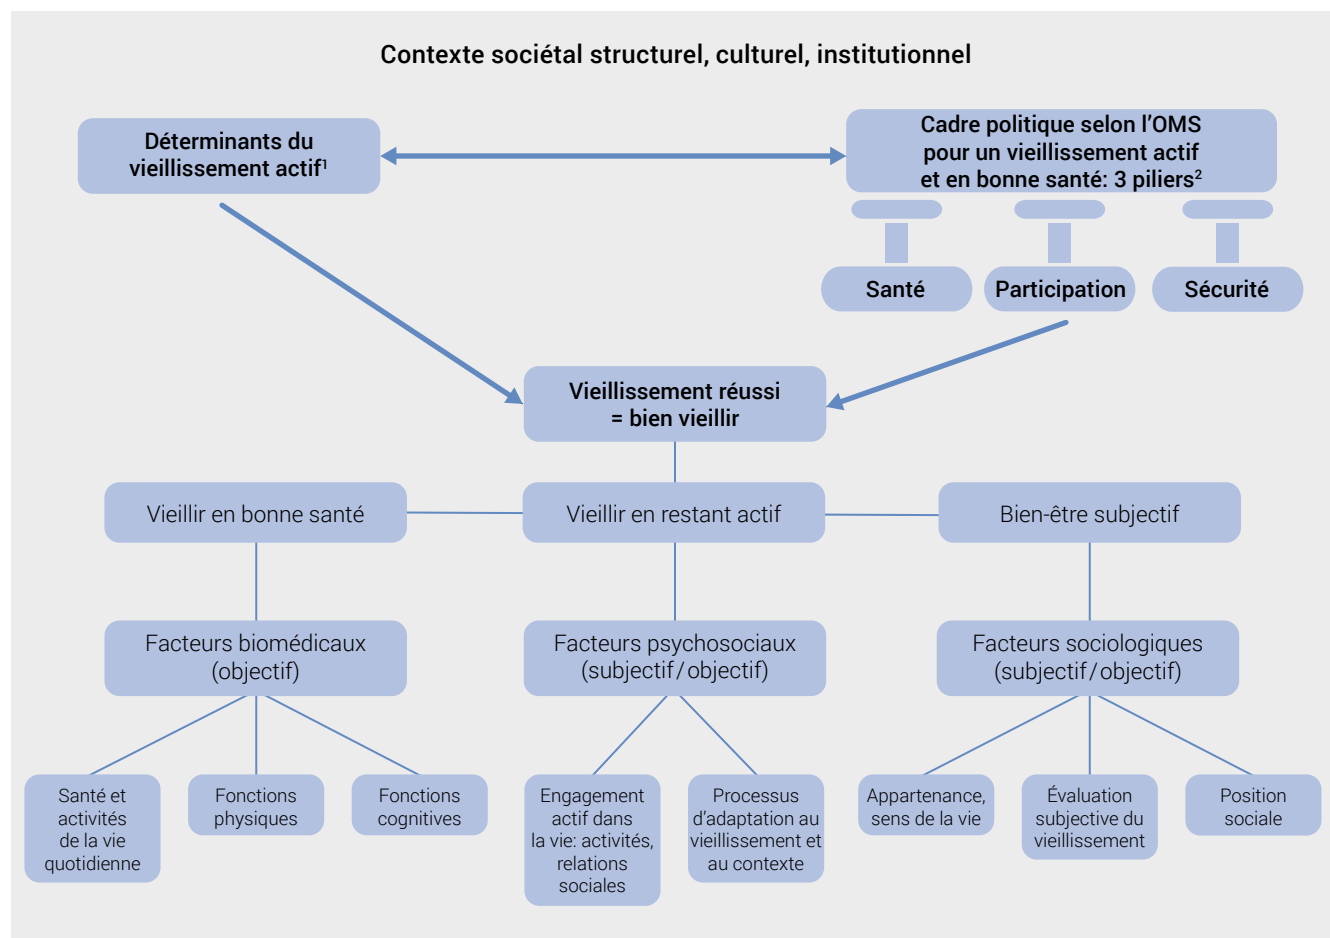 Contexte sociétal structurel, culturel, institutionnel
Déterminants du
vieillissement actif¹
Cadre politique selon l’OMS
pour un vieillissement actif
et en bonne santé: 3 piliers²
Santé
Participation
Sécurité
Vieillissement réussi
= bien vieillir
Vieillir en bonne santé
Vieillir en restant actif
Bien-être subjectif
Facteurs biomédicaux
(objectif)
Facteurs psychosociaux
(subjectif/objectif)
Facteurs sociologiques
(subjectif/objectif)
Santé et
activités
de la vie
quotidienne
Fonctions
physiques
Fonctions
cognitives
Engagement
actif dans
la vie: activités,
relations
sociales
Processus
d’adaptation au
vieillissement et
au contexte
Appartenance,
sens de la vie
Évaluation
subjective du
vieillissement
Position
sociale